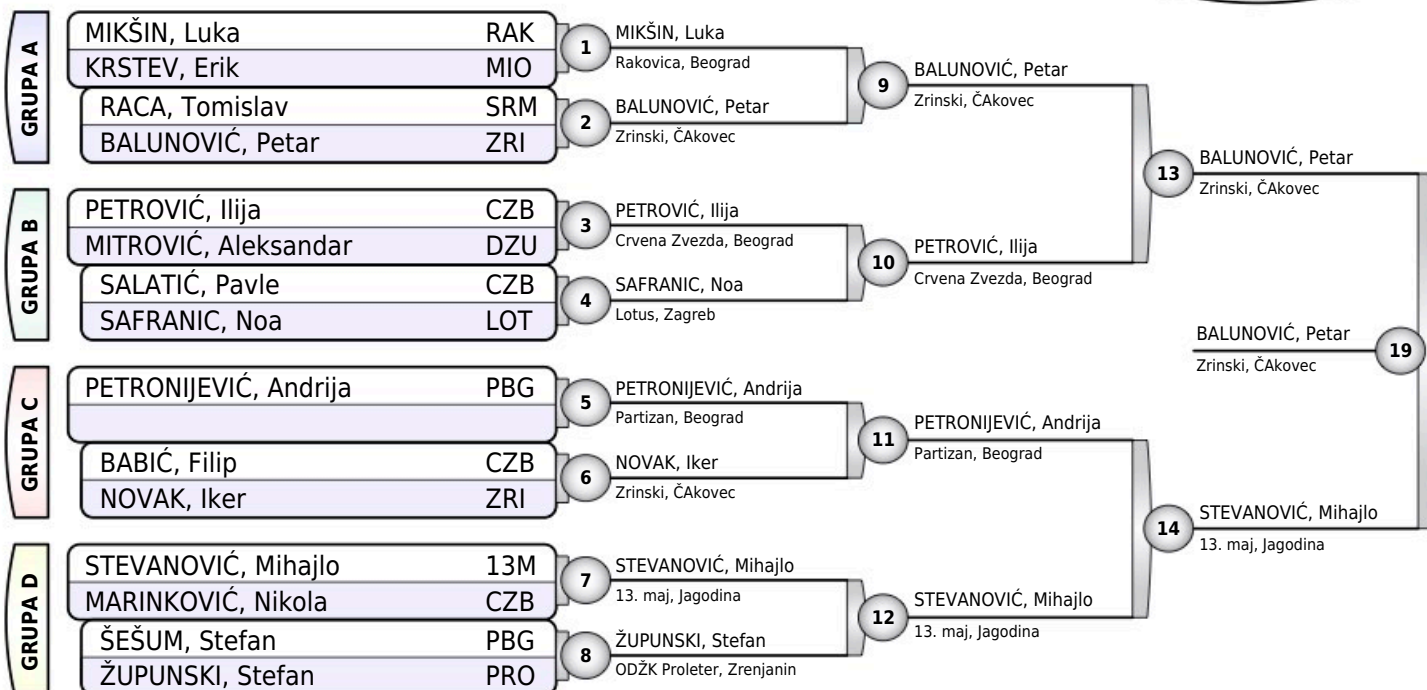 GRUPA A
MIKŠIN, Luka RAK
KRSTEV, Erik MIO
RACA, Tomislav SRM
BALUNOVIĆ, Petar ZRI
GRUPA B
PETROVIĆ, Ilija CZB
MITROVIĆ, Aleksandar DZU
SALATIĆ, Pavle CZB
SAFRANIC, Noa LOT
GRUPA C
PETRONIJEVIĆ, Andrija PBG
BABIĆ, Filip CZB
NOVAK, Iker ZRI
GRUPA D
STEVANOVIĆ, Mihajlo 13M
MARINKOVIĆ, Nikola CZB
ŠEŠUM, Stefan PBG
ŽUPUNSKI, Stefan PRO
1
MIKŠIN, Luka
Rakovica, Beograd
2
BALUNOVIĆ, Petar
Zrinski, ČAkovec
3
PETROVIĆ, Ilija
Crvena Zvezda, Beograd
4
SAFRANIC, Noa
Lotus, Zagreb
5
PETRONIJEVIĆ, Andrija
Partizan, Beograd
6
NOVAK, Iker
Zrinski, ČAkovec
7
STEVANOVIĆ, Mihajlo
13. maj, Jagodina
8
ŽUPUNSKI, Stefan
ODŽK Proleter, Zrenjanin
9
BALUNOVIĆ, Petar
Zrinski, ČAkovec
10
PETROVIĆ, Ilija
Crvena Zvezda, Beograd
11
PETRONIJEVIĆ, Andrija
Partizan, Beograd
12
STEVANOVIĆ, Mihajlo
13. maj, Jagodina
13
BALUNOVIĆ, Petar
Zrinski, ČAkovec
14
STEVANOVIĆ, Mihajlo
13. maj, Jagodina
BALUNOVIĆ, Petar
Zrinski, ČAkovec
19